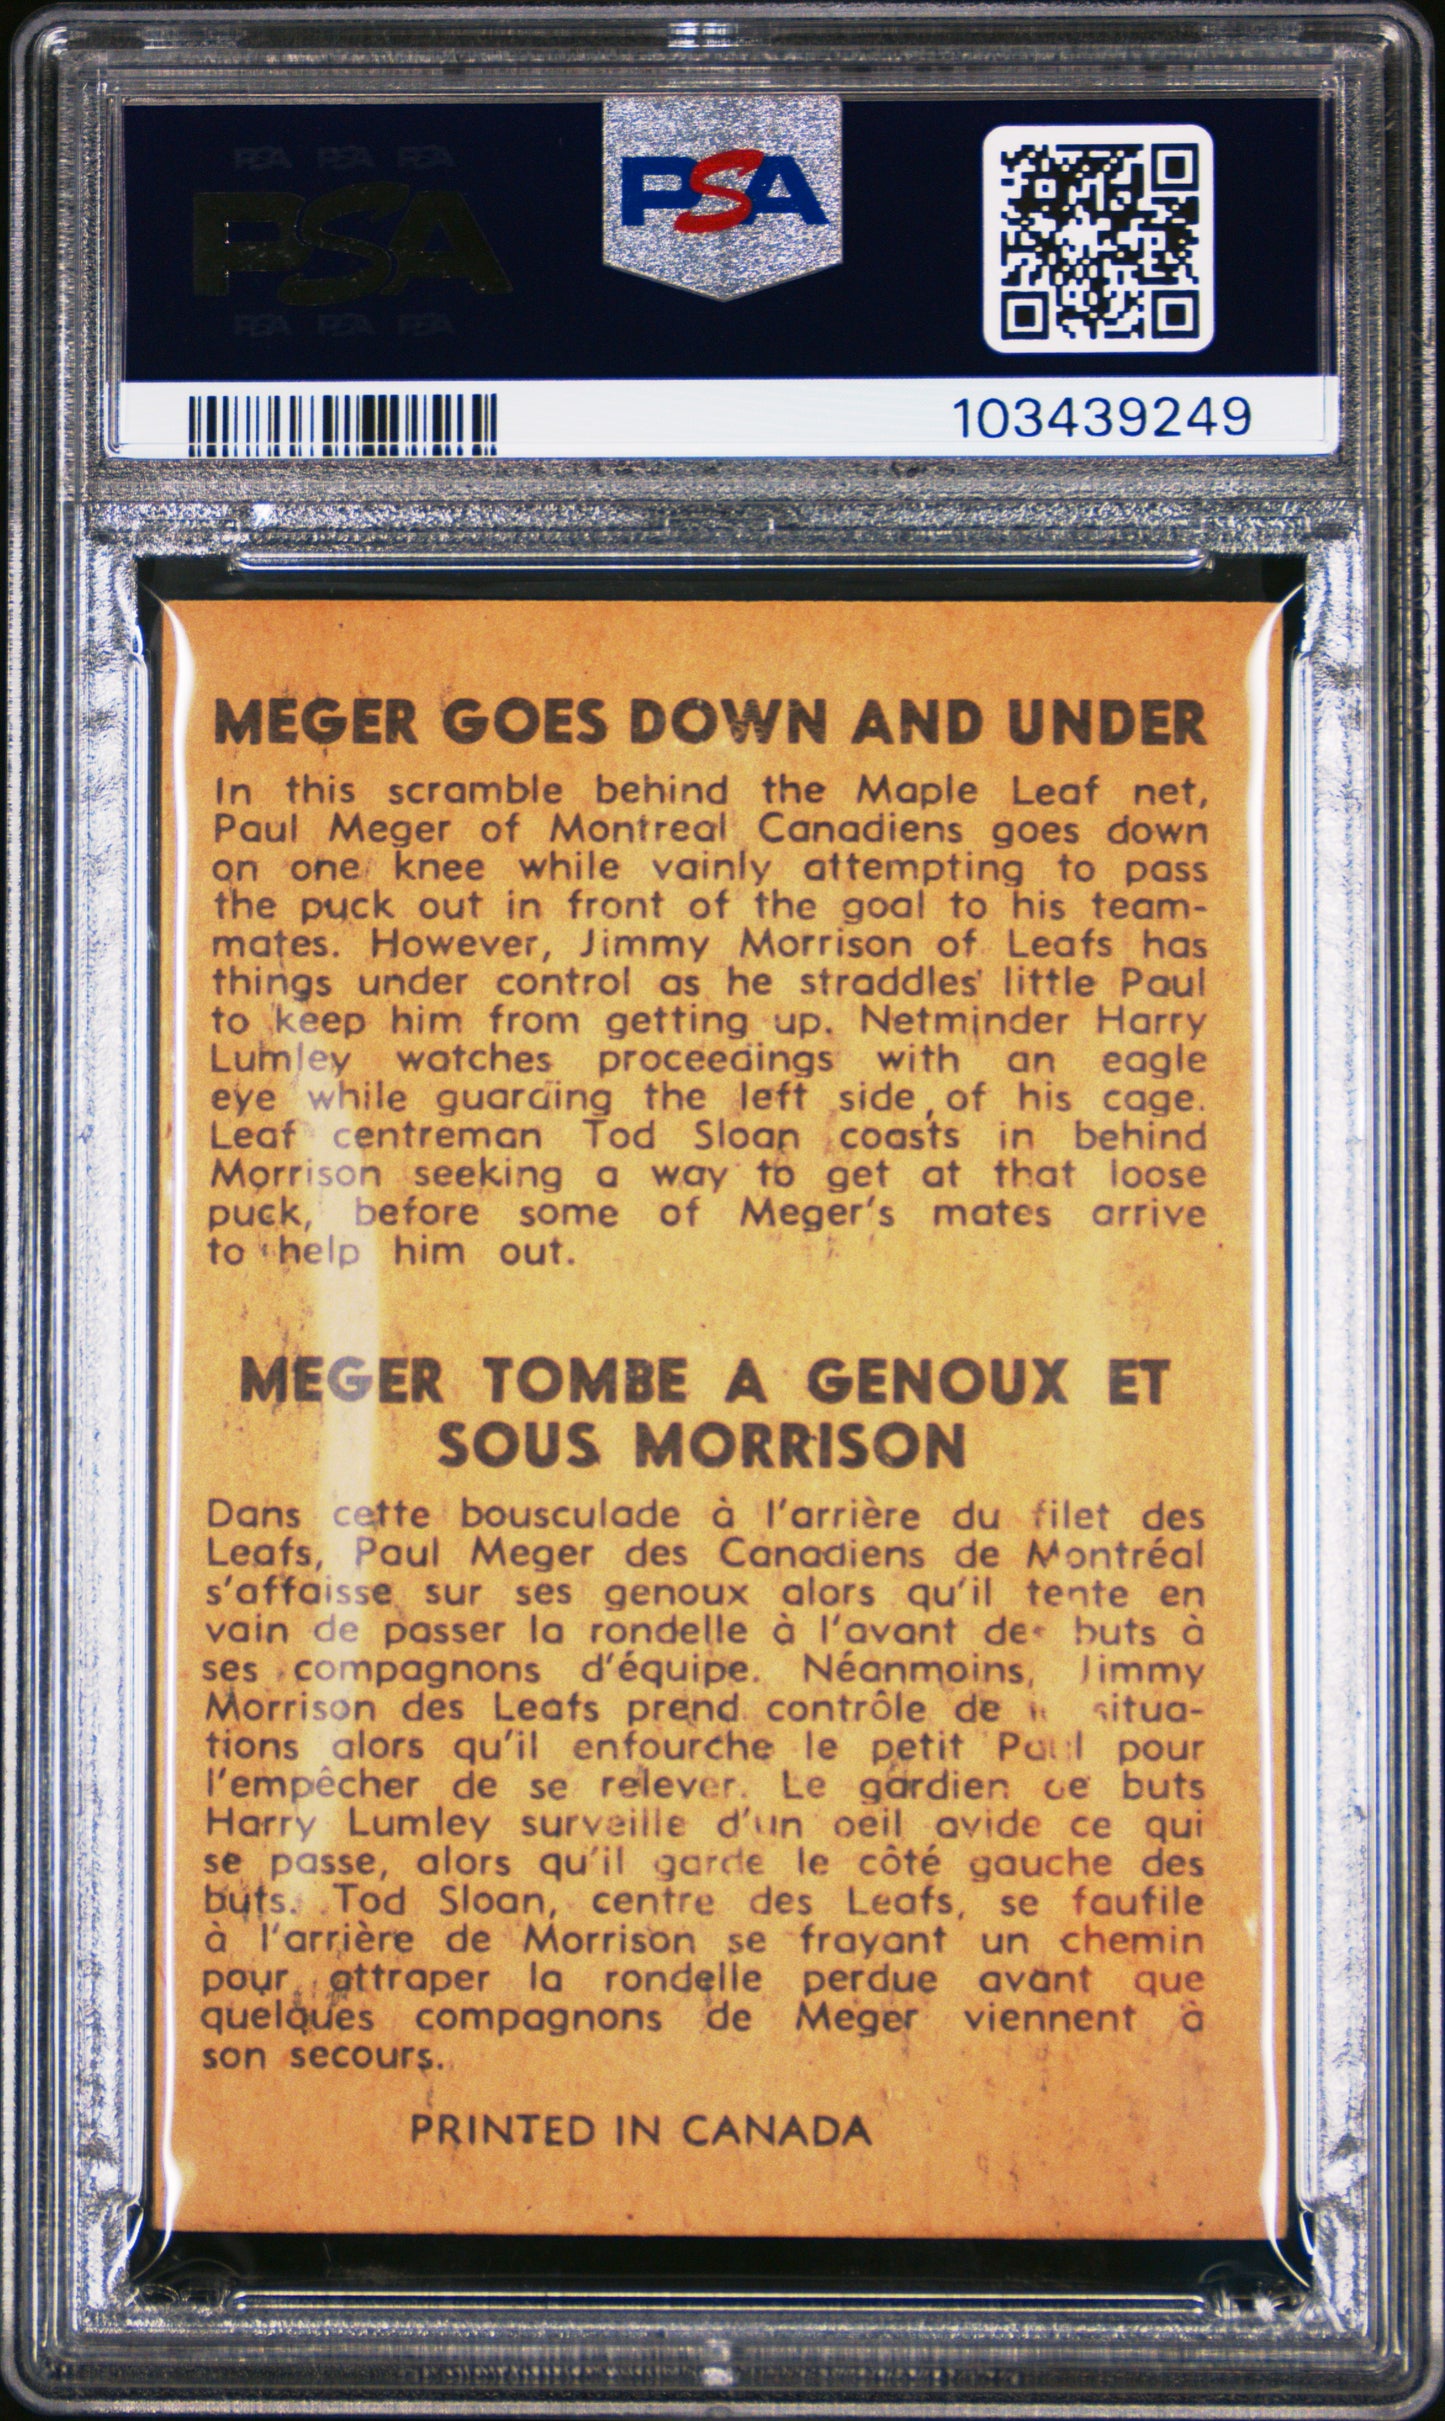 PSA PSA PSA
PSA
PSA PSA PSA
PSA
103439249
MEGER GOES DOWN AND UNDER
In this scramble behind the Maple Leaf net,
Paul Meger of Montreal Canadiens goes down
on one knee while vainly attempting to pass
the puck out in front of the goal to his team-
mates. However, Jimmy Morrison of Leafs has
things under control as he straddles little Paul
to keep him from getting up. Netminder Harry
Lumley watches proceedings with an eagle
eye while guarding the left side of his cage.
Leaf centreman Tod Sloan coasts in behind
Morrison seeking a way to get at that loose
puck, before some of Meger's mates arrive
to help him out.
MEGER TOMBE A GENOUX ET
SOUS MORRISON
Dans cette bousculade à l'arrière du filet des
Leafs, Paul Meger des Canadiens de Montréal
s'affaisse sur ses genoux alors qu'il tente en
vain de passer la rondelle à l'avant des buts à
ses compagnons d'équipe. Néanmoins, Jimmy
Morrison des Leafs prend contrôle de situa-
tions alors qu'il enfourche le petit Paul pour
l'empêcher de se relever. Le gardien de buts
Harry Lumley surveille d'un oeil avide ce qui
se passe, alors qu'il garde le côté gauche des
buts. Tod Sloan, centre des Leafs, se faufile
à l'arrière de Morrison se frayant un chemin
pour attraper la rondelle perdue avant que
quelques compagnons de Meger viennent à
son secours.
PRINTED IN CANADA